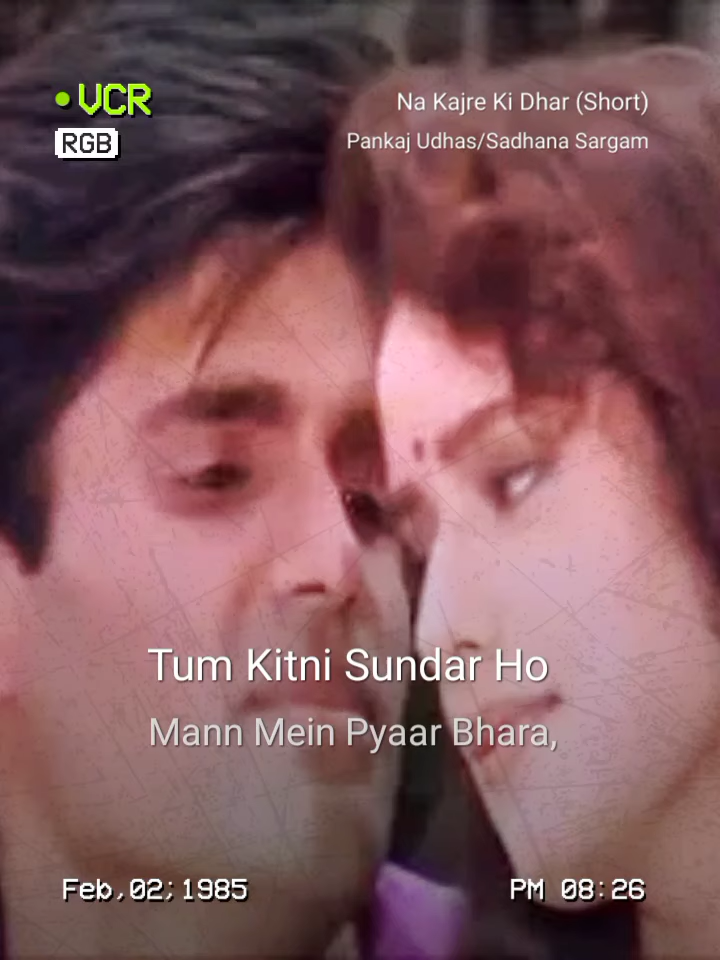 VCR
RGB
Na Kajre Ki Dhar (Short)
Pankaj Udhas/Sadhana Sargam
Tum Kitni Sundar Ho
Mann Mein Pyaar Bhara,
Feb,02;1985
PM 08:26